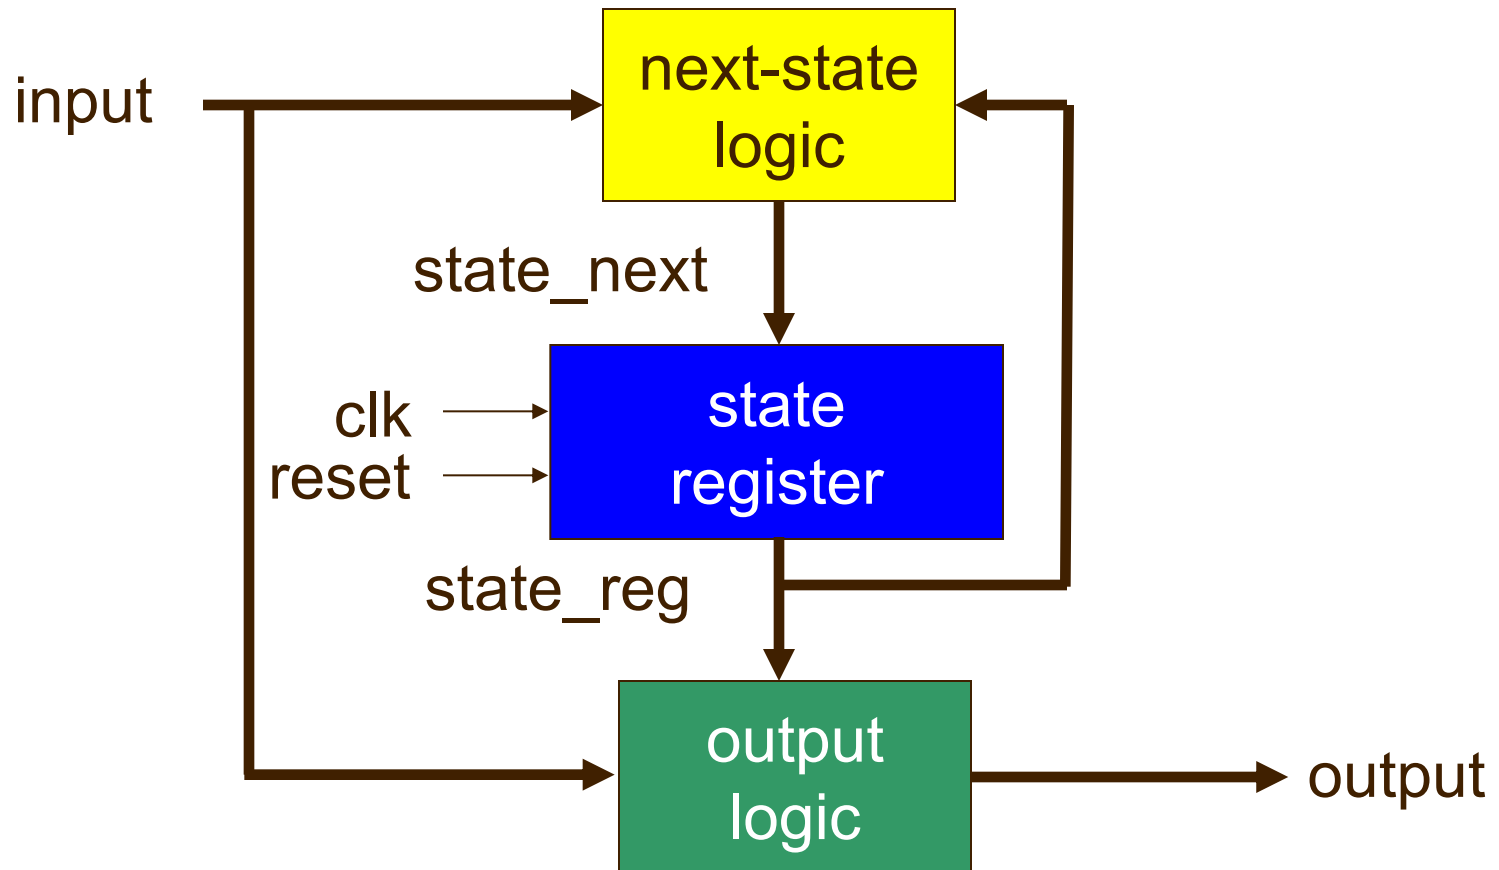 next-state
logic
input
state_next
clk
reset
state
register
state_reg
output
logic
output